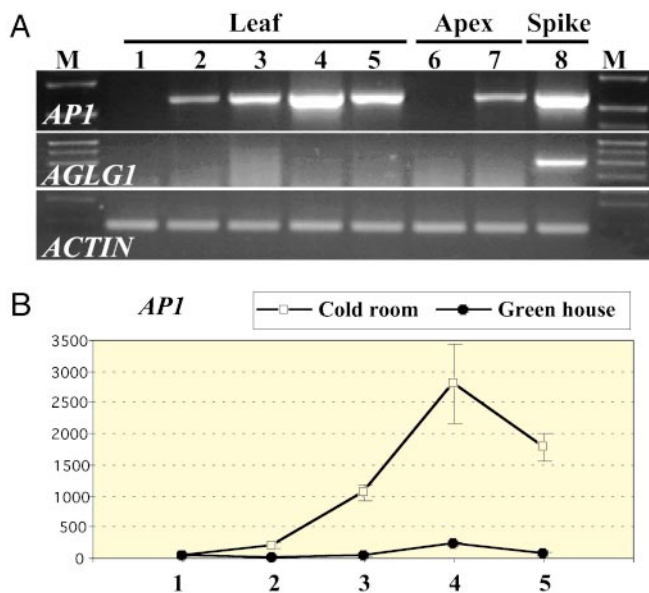 A
Leaf Apex Spike
M 1 2 3 4 5 6 7 8 M
AP1
AGLG1
ACTIN
B
AP1 Cold room Green house
3500
3000
2500
2000
1500
1000
500
0
1 2 3 4 5